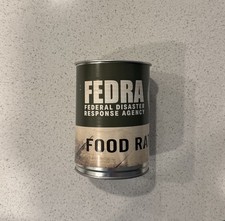 FEDRA
FEDERAL DISASTER
RESPONSE AGENCY
FOOD RA